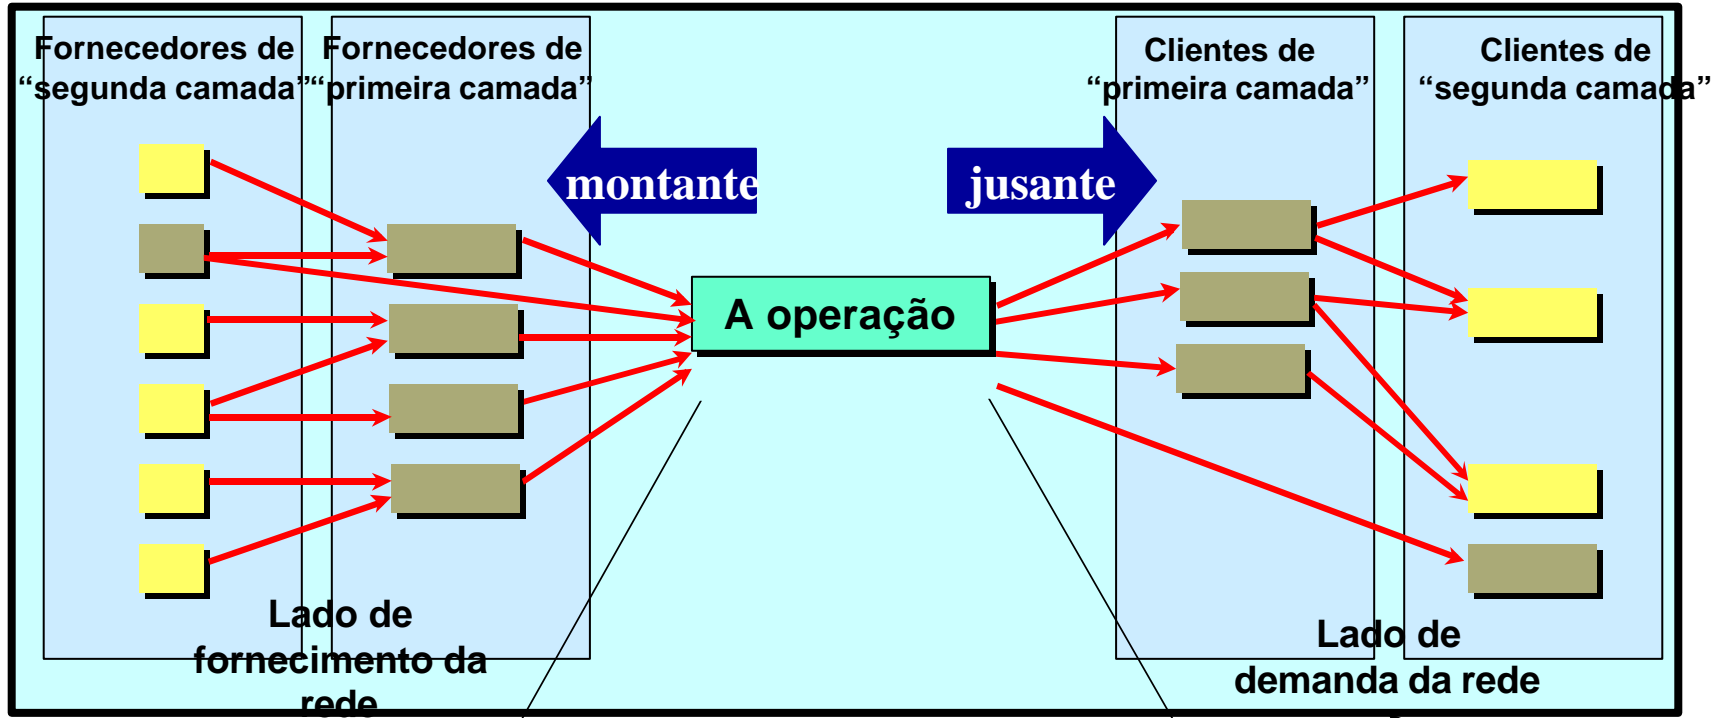 Fornecedores de
“segunda camada”
Fornecedores de
“primeira camada”
Clientes de
“primeira camada”
Clientes de
“segunda camada”
montante
jusante
A operação
Lado de
fornecimento da
rede
Lado de
demanda da rede